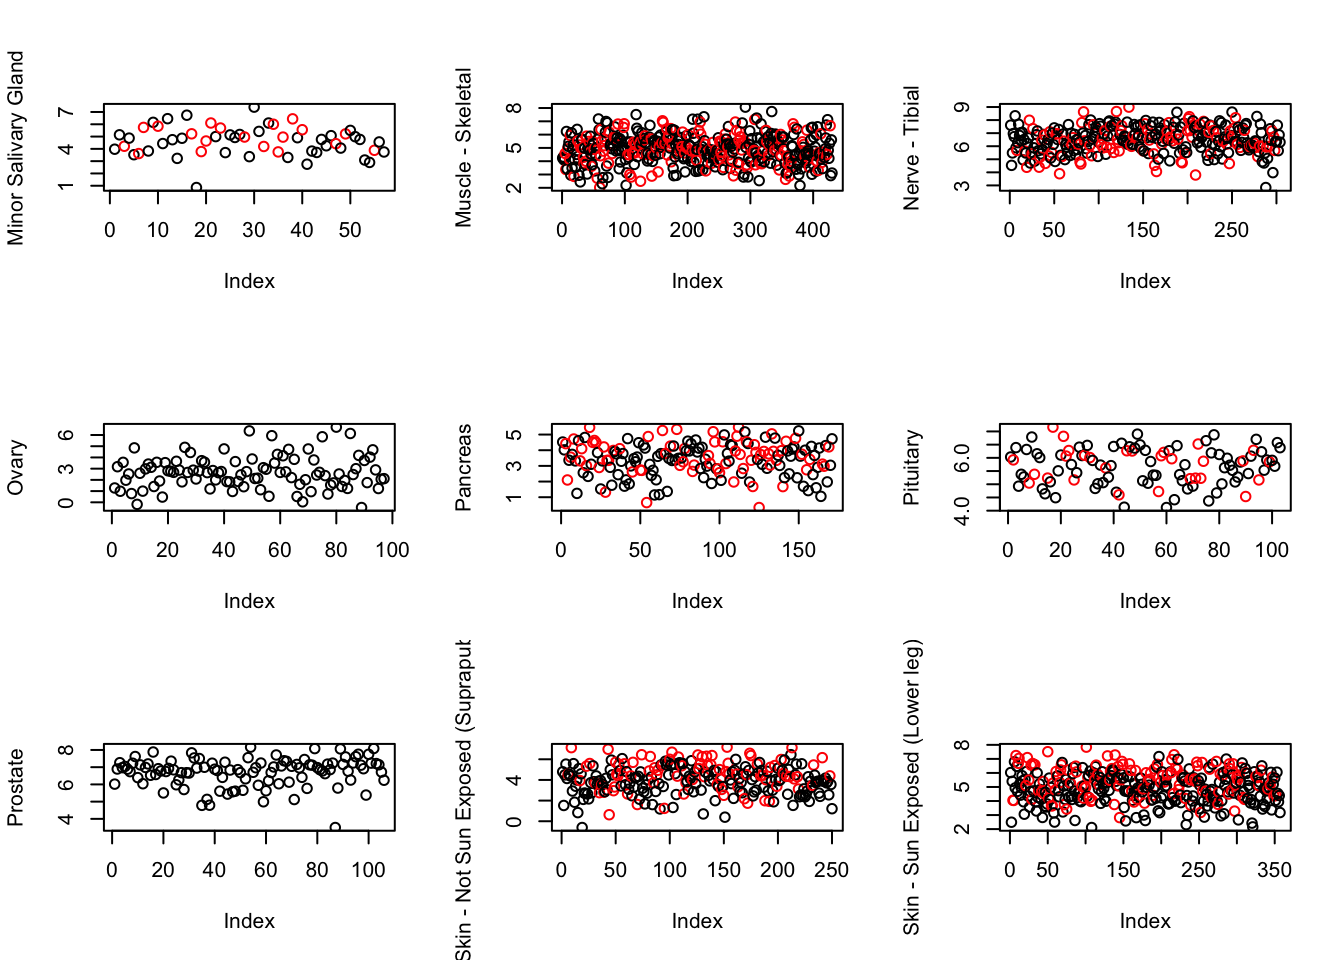 Minor Salivary Gland
1 4 7
0 10 20 30 40 50
Index
Muscle - Skeletal
2 5 8
0 100 200 300 400
Index
Nerve - Tibial
3 6 9
0 50 150 250
Index
Ovary
0 3 6
0 20 40 60 80 100
Index
Pancreas
1 3 5
0 50 100 150
Index
Pituitary
4.0 6.0
0 20 40 60 80 100
Index
Prostate
4 6 8
0 20 40 60 80 100
Index
Skin - Not Sun Exposed (Suprapub
0 4
0 50 100 150 200 250
Index
Skin - Sun Exposed (Lower leg)
2 5 8
0 50 150 250 350
Index